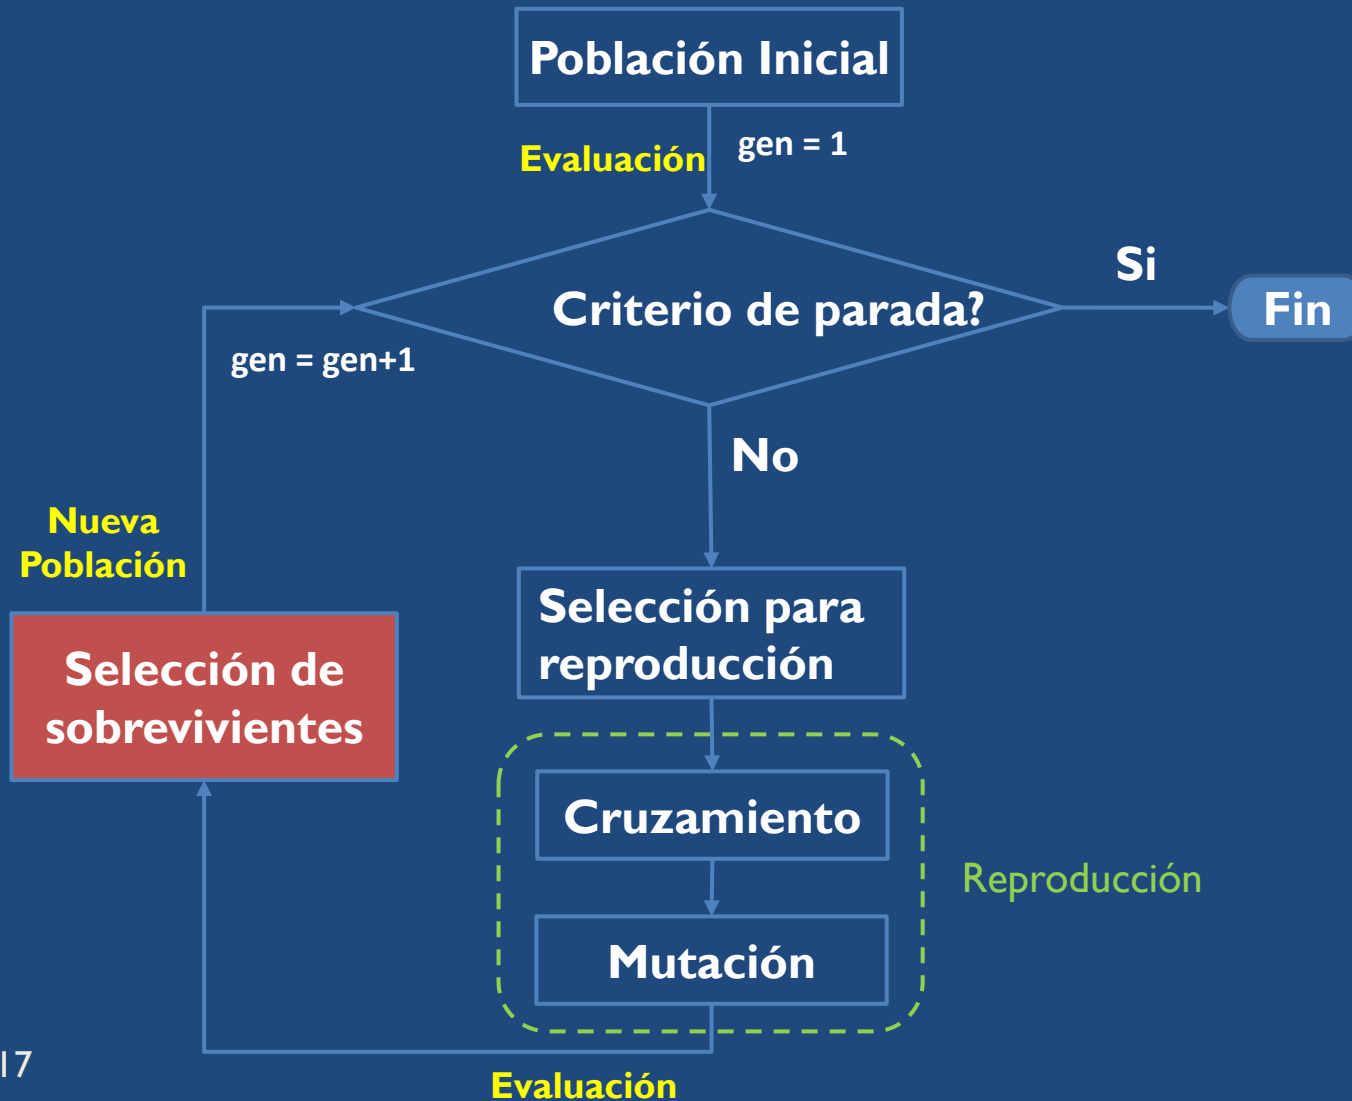 Población Inicial
Evaluación
gen = 1
Criterio de parada?
Si
Fin
gen = gen+1
No
Nueva
Población
Selección para
reproducción
Selección de
sobrevivientes
Cruzamiento
Reproducción
Mutación
17
Evaluación